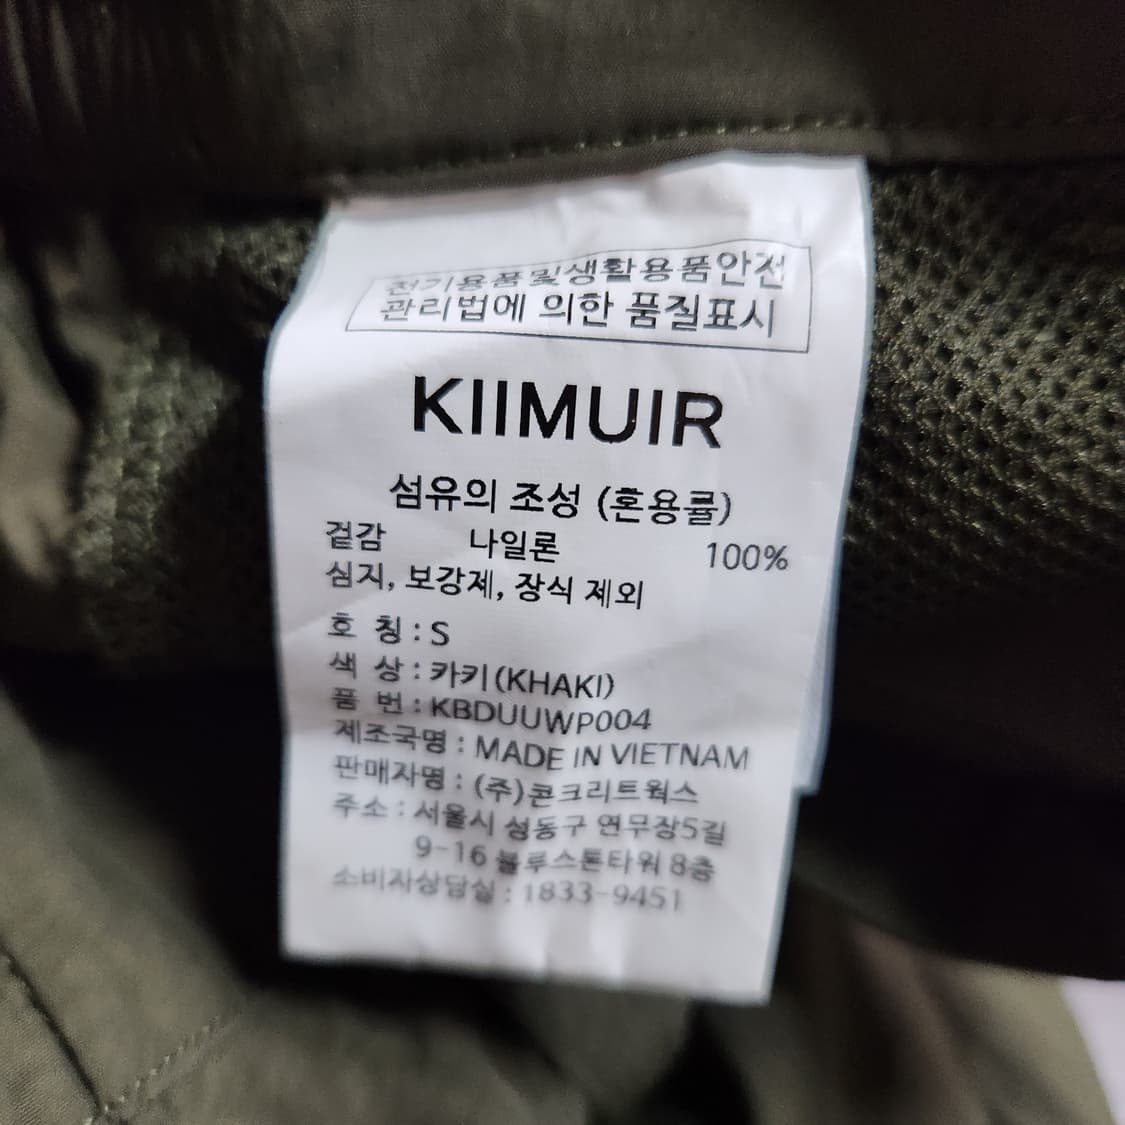 전기용품및생활용품안전
관리법에 의한 품질표시
KIIMUIR
섬유의 조성 (혼용률)
겉감 나일론 100%
심지, 보강제, 장식 제외
호 칭 : S
색 상 : 카키(KHAKI)
품 번 : KBDUUWP004
제조국명 : MADE IN VIETNAM
판매자명 : (주)콘크리트웍스
주소 : 서울시 성동구 연무장5길
9-16 블루스톤타워 8층
소비자상담실 : 1833-9451